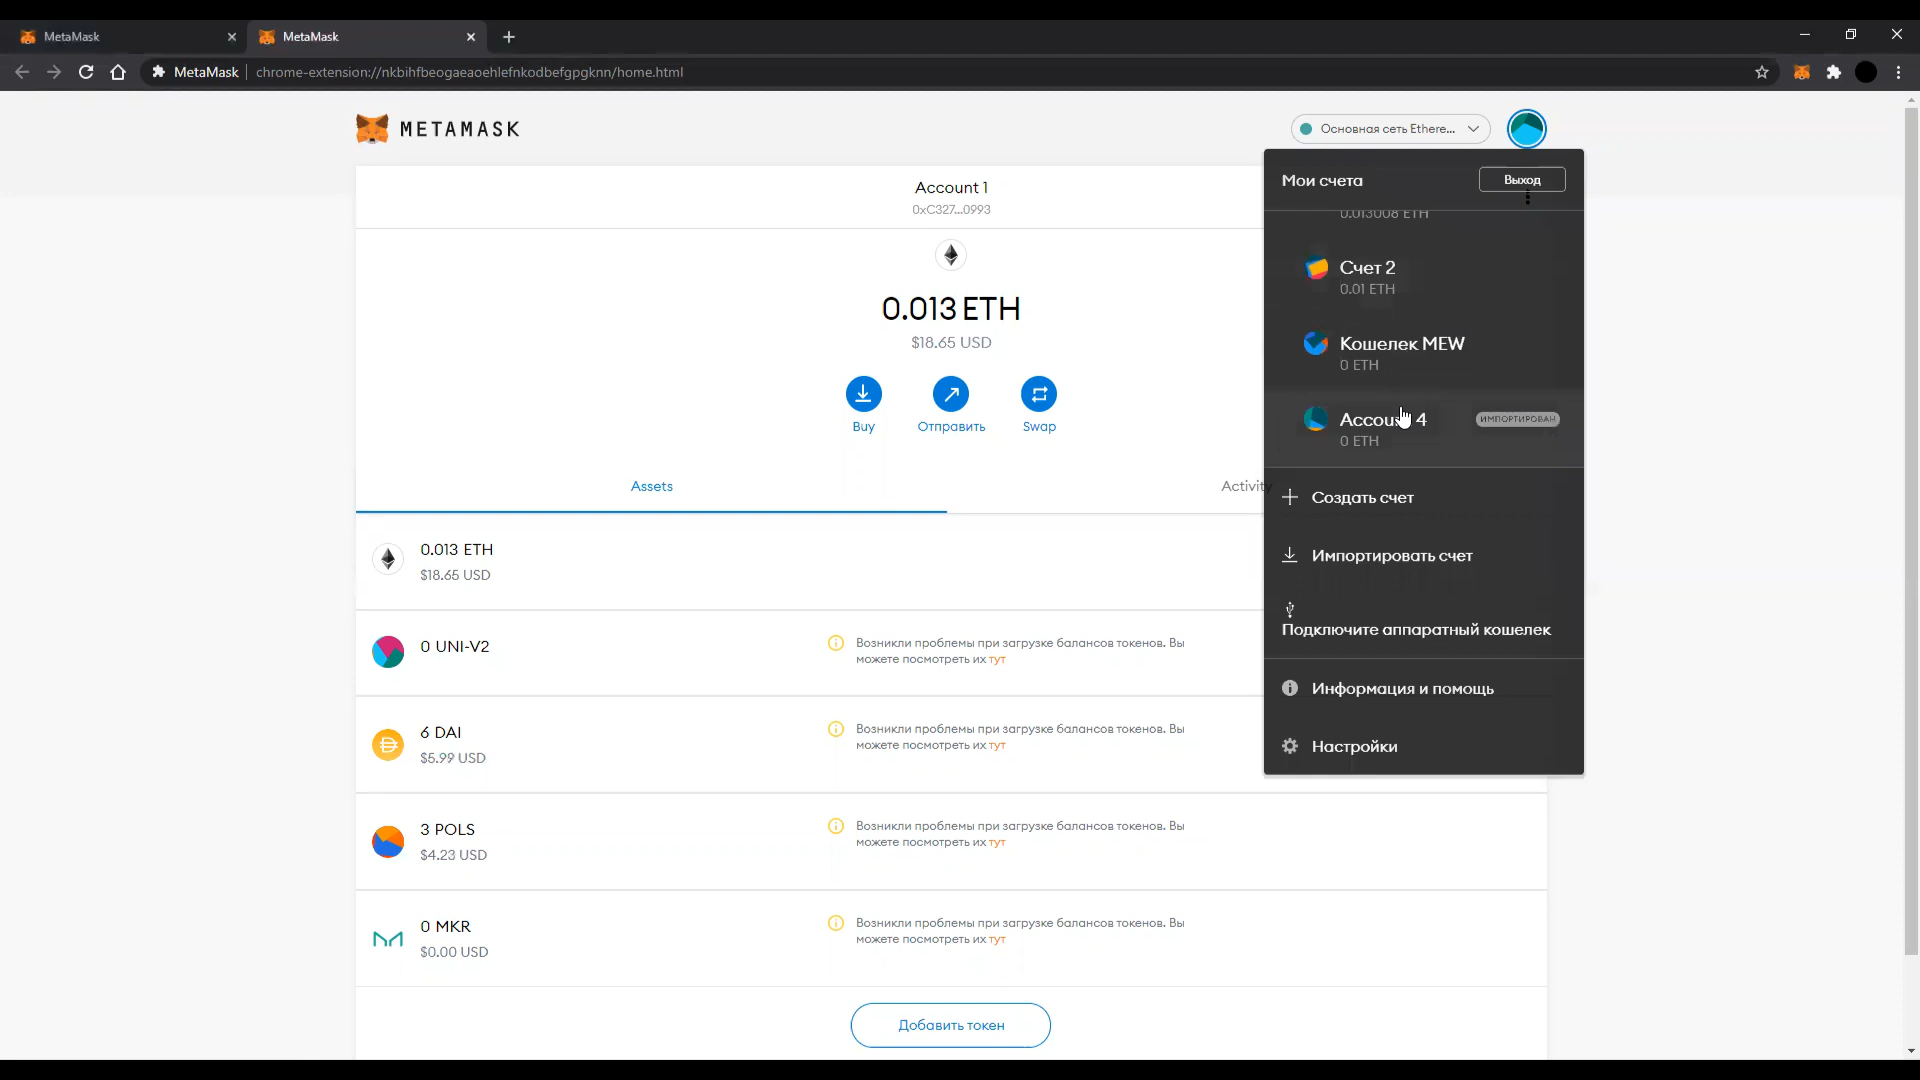 MetaMask
MetaMask
MetaMask
chrome-extension://nkbihfbeogaeaoehlefnkodbefgpgknn/home.html
METAMASK
Основная сеть Ethere...
Account 1
0xC327...0993
0.013 ETH
$18.65 USD
Buy
Отправить
Swap
Assets
Activity
0.013 ETH
$18.65 USD
0 UNI-V2
Возникли проблемы при загрузке балансов токенов. Вы
можете посмотреть их тут
6 DAI
$5.99 USD
Возникли проблемы при загрузке балансов токенов. Вы
можете посмотреть их тут
3 POLS
$4.23 USD
Возникли проблемы при загрузке балансов токенов. Вы
можете посмотреть их тут
0 MKR
$0.00 USD
Возникли проблемы при загрузке балансов токенов. Вы
можете посмотреть их тут
Добавить токен
Мои счета
Выход
0.013008 ETH
Счет 2
0.01 ETH
Кошелек MEW
0 ETH
Account 4
ИМПОРТИРОВАН
0 ETH
Создать счет
Импортировать счет
Подключите аппаратный кошелек
Информация и помощь
Настройки